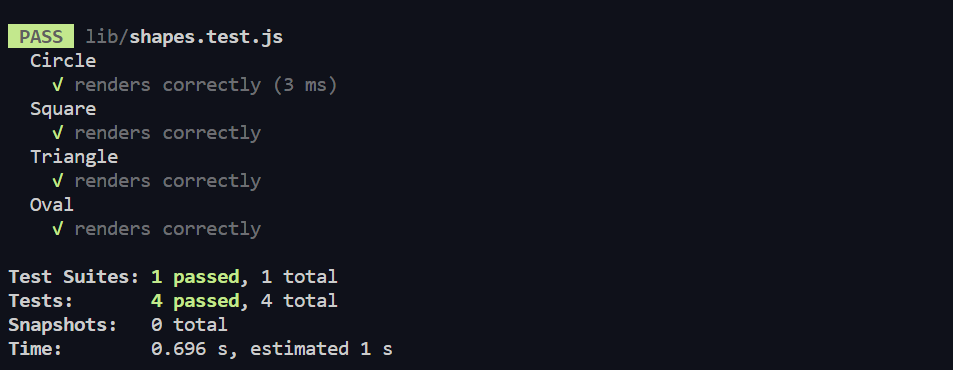 PASS lib/shapes.test.js
Circle
√ renders correctly (3 ms)
Square
√ renders correctly
Triangle
√ renders correctly
Oval
√ renders correctly
Test Suites: 1 passed, 1 total
Tests: 4 passed, 4 total
Snapshots: 0 total
Time: 0.696 s, estimated 1 s